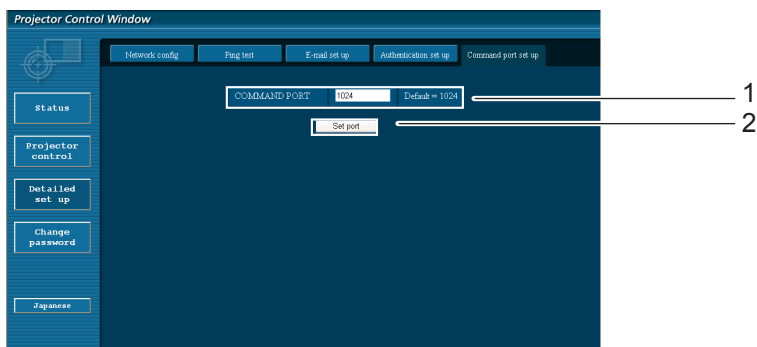 Projector Control Window
Network config Ping test E-mail set up Authentication set up Command port set up
COMMAND PORT 1024 Default = 1024 1
Set port 2
Status
Projector
control
Detailed
set up
Change
password
Japanese